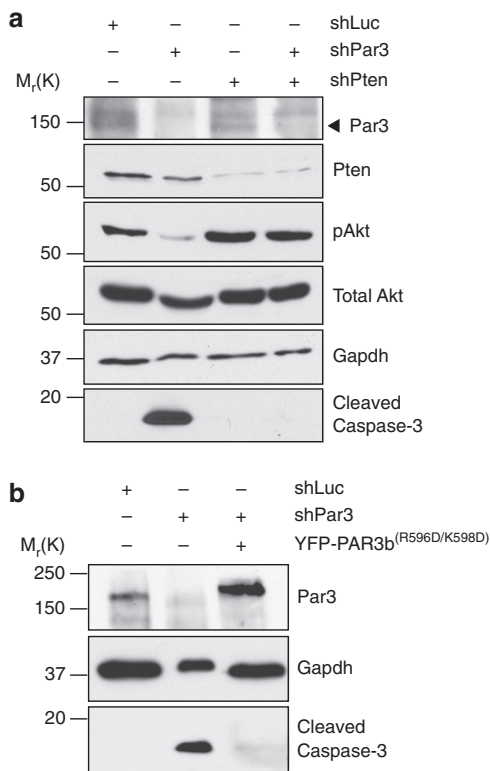 a
+ – – – shLuc
– + – + shPar3
Mr(K) – – + + shPten
150 Par3
50 Pten
50 pAkt
50 Total Akt
37 Gapdh
20 Cleaved
Caspase-3
b
+ – – shLuc
– + + shPar3
Mr(K) – – + YFP-PAR3b(R596D/K598D)
250
150 Par3
37 Gapdh
20 Cleaved
Caspase-3